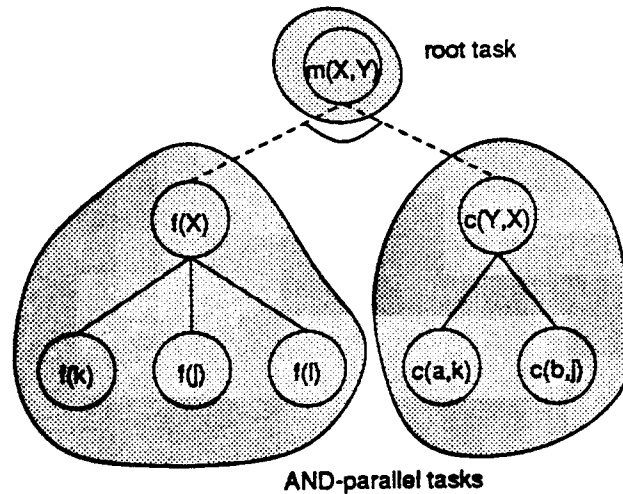 root task
m(X,Y)
f(X)
c(Y,X)
f(k)
f(j)
f(l)
c(a,k)
c(b,j)
AND-parallel tasks